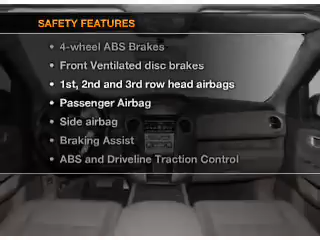 SAFETY FEATURES
• 4-wheel ABS Brakes
• Front Ventilated disc brakes
• 1st, 2nd and 3rd row head airbags
• Passenger Airbag
• Side airbag
• Braking Assist
• ABS and Driveline Traction Control